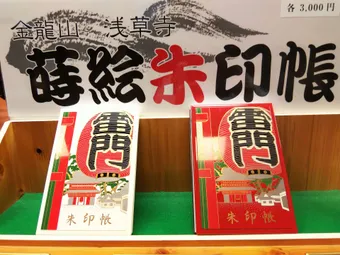 各3,000円
金龍山 浅草寺
蒔絵朱印帳
雷門
朱印帳
雷門
朱印帳